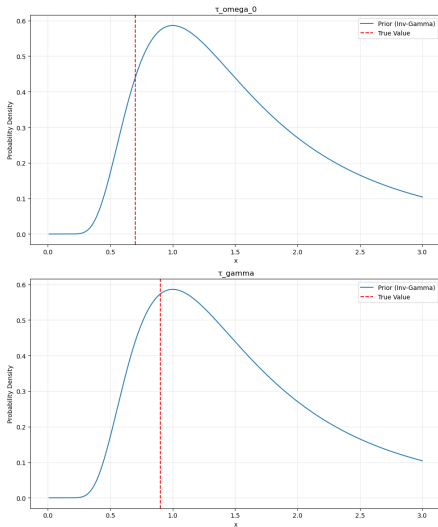 τ_omega_0
Prior (Inv-Gamma)
True Value
Probability Density
0.6
0.5
0.4
0.3
0.2
0.1
0.0
0.0 0.5 1.0 1.5 2.0 2.5 3.0
x
τ_gamma
Prior (Inv-Gamma)
True Value
Probability Density
0.6
0.5
0.4
0.3
0.2
0.1
0.0
0.0 0.5 1.0 1.5 2.0 2.5 3.0
x